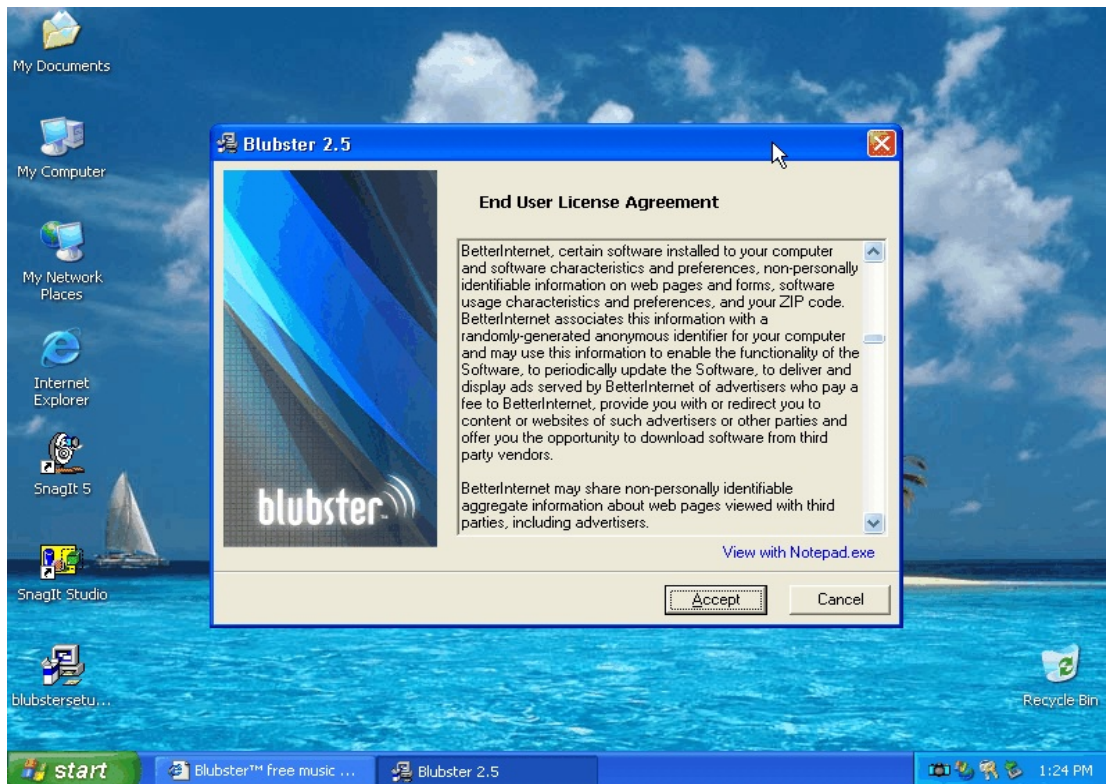 My Documents
My Computer
My Network
Places
Internet
Explorer
SnagIt 5
SnagIt Studio
blubstersetu...
Blubster 2.5
End User License Agreement
BetterInternet, certain software installed to your computer
and software characteristics and preferences, non-personally
identifiable information on web pages and forms, software
usage characteristics and preferences, and your ZIP code.
BetterInternet associates this information with a
randomly-generated anonymous identifier for your computer
and may use this information to enable the functionality of the
Software, to periodically update the Software, to deliver and
display ads served by BetterInternet of advertisers who pay a
fee to BetterInternet, provide you with or redirect you to
content or websites of such advertisers or other parties and
offer you the opportunity to download software from third
party vendors.
BetterInternet may share non-personally identifiable
aggregate information about web pages viewed with third
parties, including advertisers.
blubster
View with Notepad.exe
Accept
Cancel
Recycle Bin
start
Blubster™ free music ...
Blubster 2.5
1:24 PM